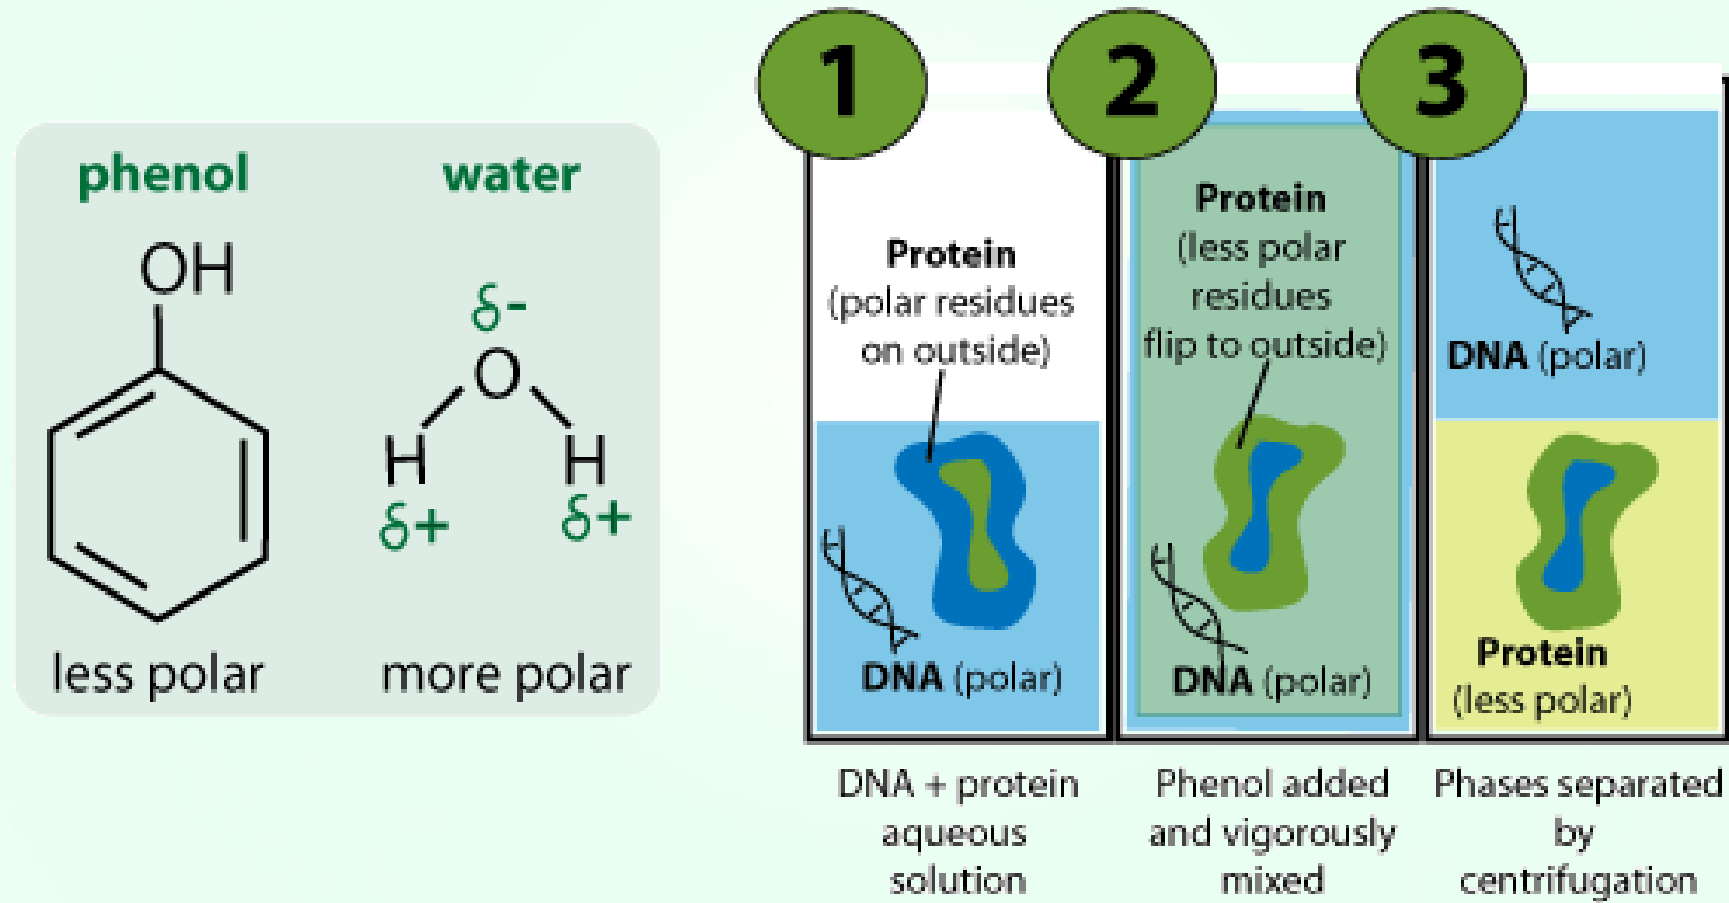 phenol
OH
less polar
water
δ-
O
H
H
δ+
δ+
more polar
1
Protein
(polar residues
on outside)
DNA (polar)
DNA + protein
aqueous
solution
2
Protein
(less polar
residues
flip to outside)
DNA (polar)
Phenol added
and vigorously
mixed
3
DNA (polar)
Protein
(less polar)
Phases separated
by
centrifugation